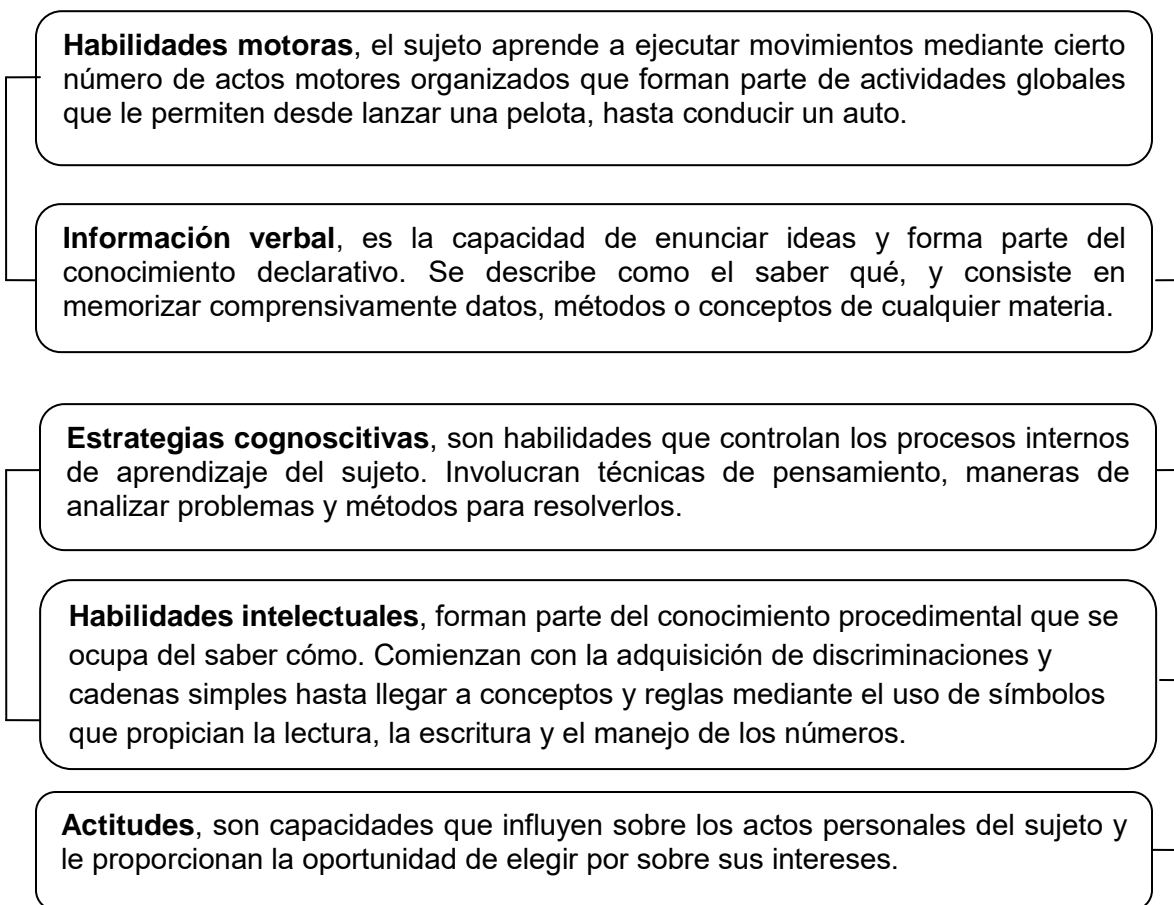 Habilidades motoras, el sujeto aprende a ejecutar movimientos mediante cierto
número de actos motores organizados que forman parte de actividades globales
que le permiten desde lanzar una pelota, hasta conducir un auto.
Información verbal, es la capacidad de enunciar ideas y forma parte del
conocimiento declarativo. Se describe como el saber qué, y consiste en
memorizar comprensivamente datos, métodos o conceptos de cualquier materia.
Estrategias cognoscitivas, son habilidades que controlan los procesos internos
de aprendizaje del sujeto. Involucran técnicas de pensamiento, maneras de
analizar problemas y métodos para resolverlos.
Habilidades intelectuales, forman parte del conocimiento procedimental que se
ocupa del saber cómo. Comienzan con la adquisición de discriminaciones y
cadenas simples hasta llegar a conceptos y reglas mediante el uso de símbolos
que propician la lectura, la escritura y el manejo de los números.
Actitudes, son capacidades que influyen sobre los actos personales del sujeto y
le proporcionan la oportunidad de elegir por sobre sus intereses.